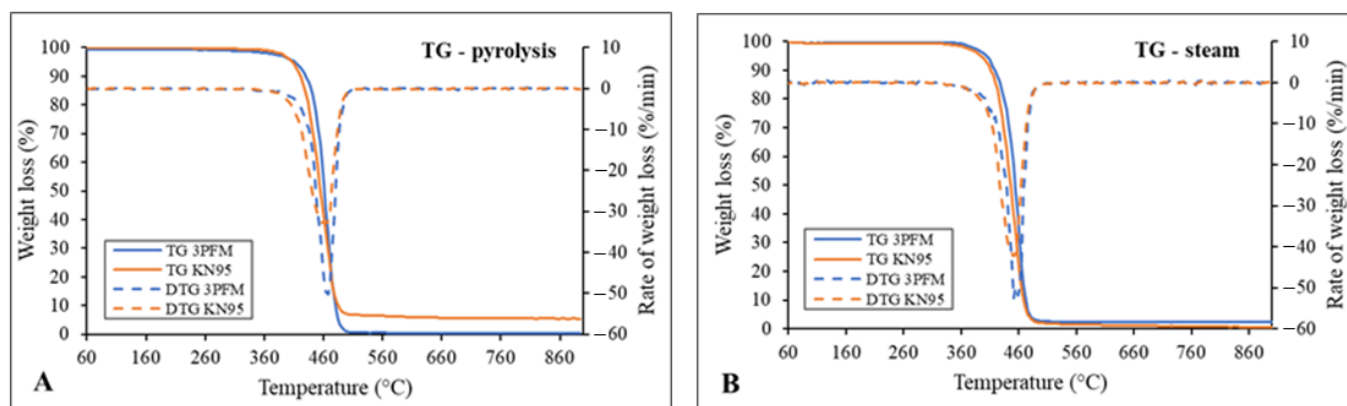 TG - pyrolysis
Weight loss (%)
100
90
80
70
60
50
40
30
20
10
0
10
0
−10
−20
−30
−40
−50
−60
Rate of weight loss (%/min)
TG 3PFM
TG KN95
DTG 3PFM
DTG KN95
60 160 260 360 460 560 660 760 860
Temperature (°C)
A
TG - steam
Weight loss (%)
100
90
80
70
60
50
40
30
20
10
0
10
0
−10
−20
−30
−40
−50
−60
Rate of weight loss (%/min)
TG 3PFM
TG KN95
DTG 3PFM
DTG KN95
60 160 260 360 460 560 660 760 860
Temperature (°C)
B